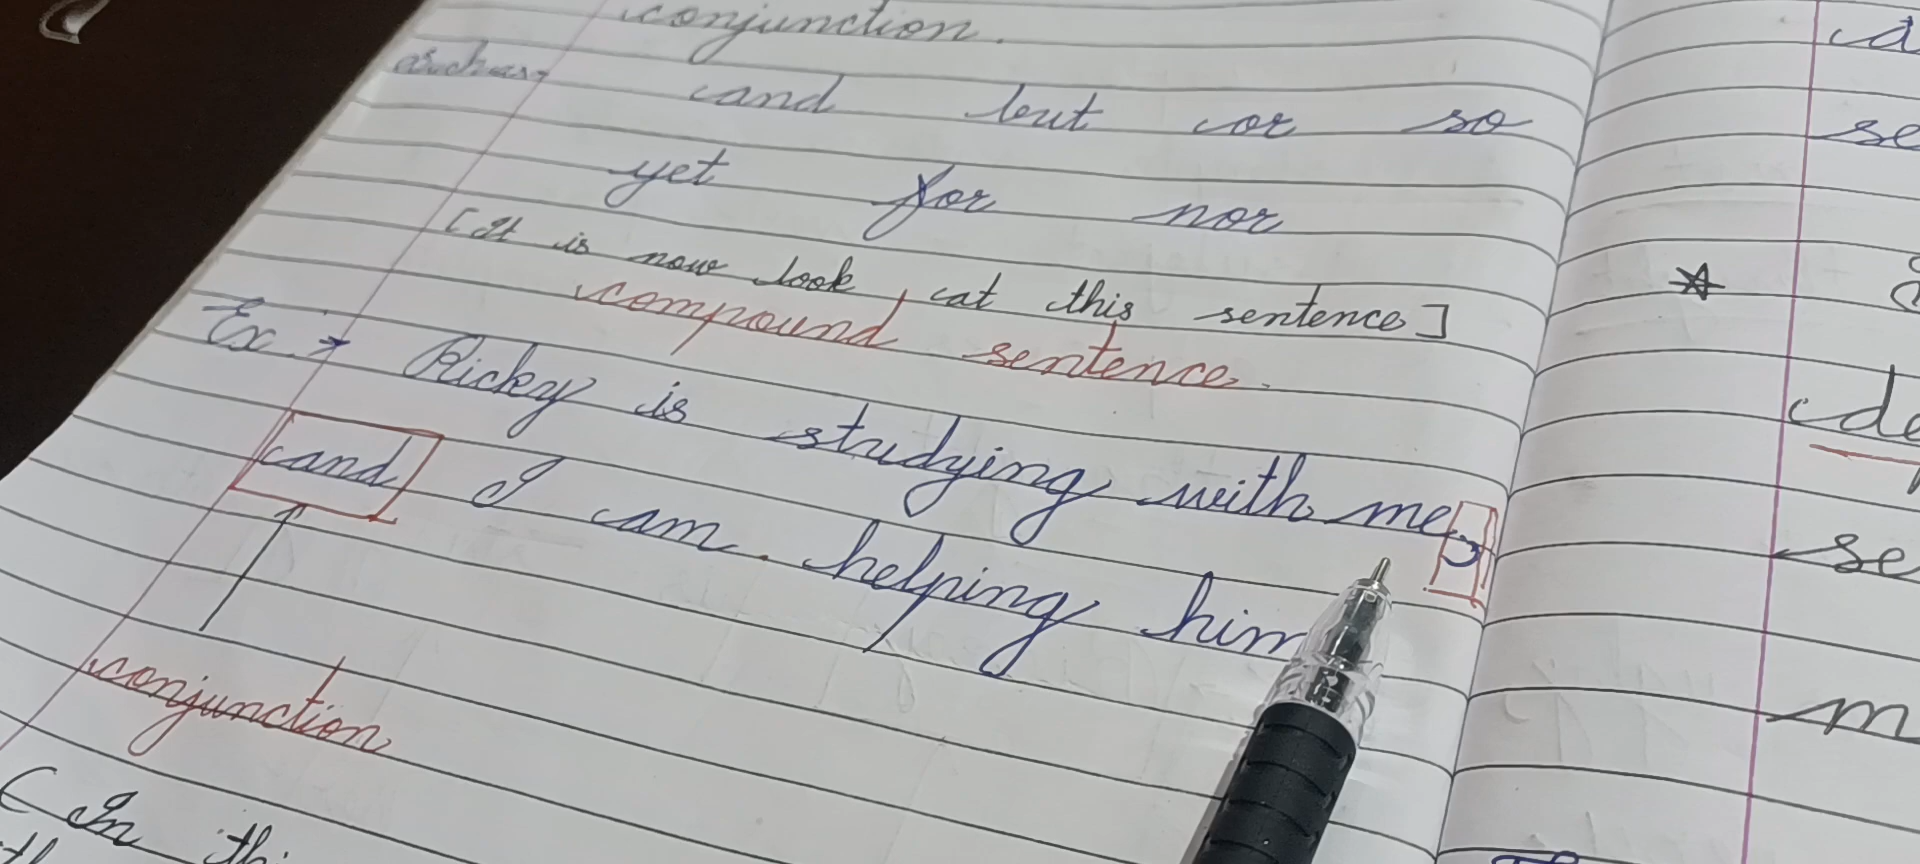 conjunction.
and but or so
yet for nor
[It is now look at this sentence]
compound sentence.
Ex :→ Ricky is studying with me,
and I am helping him
conjunction
(In